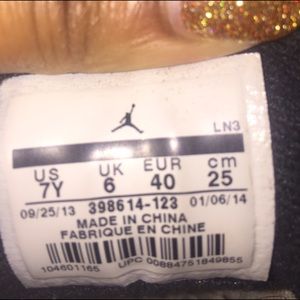 LN3
US UK EUR cm
7Y 6 40 25
09/25/13 398614-123 01/06/14
MADE IN CHINA
FABRIQUE EN CHINE
104601165 UPC 00884751849855